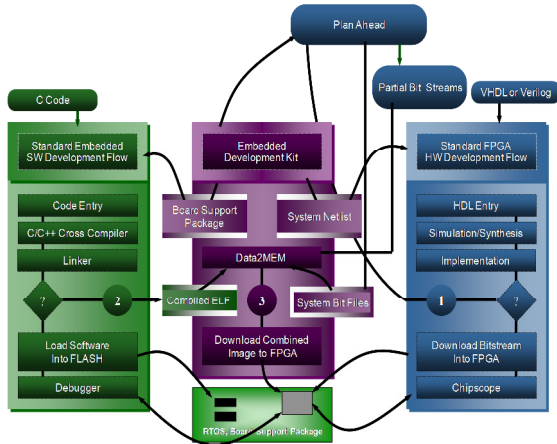 Plan Ahead
Partial Bit Streams
C Code
VHDL or Verilog
Standard Embedded
SW Development Flow
Embedded
Development Kit
Standard FPGA
HW Development Flow
Code Entry
Board Support
Package
System Netlist
HDL Entry
C/C++ Cross Compiler
Simulation/Synthesis
Linker
Data2MEM
Implementation
?
2
Compiled ELF
3
System Bit Files
1
?
Load Software
Into FLASH
Download Combined
Image to FPGA
Download Bitstream
Into FPGA
Debugger
Chipscope
RTOS, Board Support Package